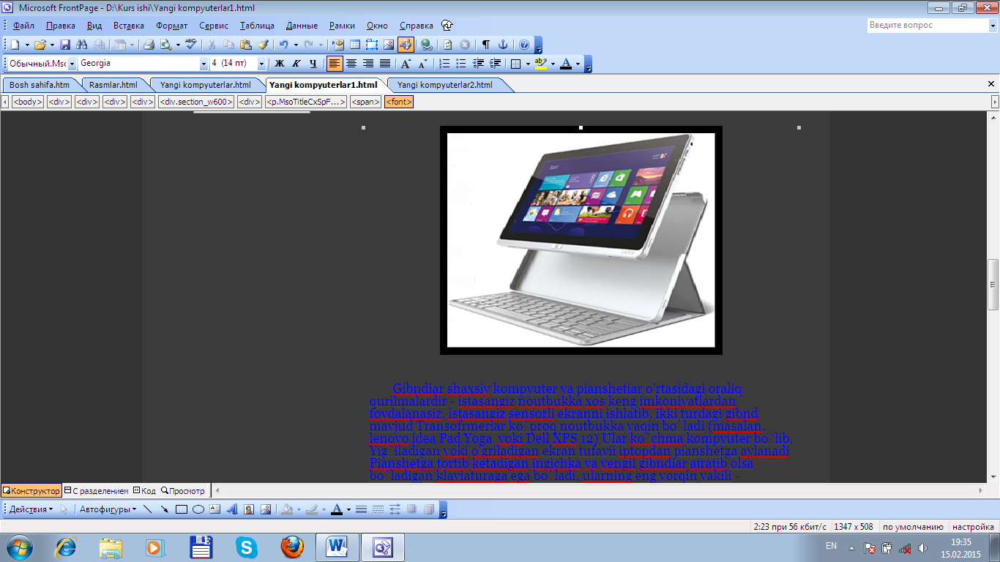 Microsoft FrontPage - D:\Kurs ishi\Yangi kompyuterlar1.html
Файл Правка Вид Вставка Формат Сервис Таблица Данные Рамки Окно Справка Введите вопрос
Обычный.Msc Georgia 4 (14 пт) Ж К Ч
Bosh sahifa.htm Rasmlar.html Yangi kompyuterlar.html Yangi kompyuterlar1.html Yangi kompyuterlar2.html
<body> <div> <div> <div> <div> <div.section_w600> <div> <p.MsoTitleCxSpF...> <span> <font>
Start
Gibndiar shaxsiy kompyuter va pianshetiar o'rtasidagi oraliq
qurilmalardir - istasangiz noutbukka xos keng imkoniyatlardan
foydalanasiz, istasangiz sensorli ekranni ishlatib, ikki turdagi gibnd
mavjud Transofrmeriar ko`proq noutbukka yaqin bo`ladi (masalan,
lenovo idea Pad Yoga yoki Dell XPS 12) Ular ko`chma kompyuter bo`lib,
Yig`iladigan yoki o'griladigan ekran tufayii iptopdan pianshetga aylanadi
Pianshetga tortib ketadigan ingichka va yengil gibndiar ajratib olsa
bo`ladigan klaviaturaga ega bo`ladi, ularning eng yorqin vakili -
Конструктор С разделением Код Просмотр
Действия Автофигуры
2:23 при 56 кбит/с 1347 x 508 по умолчанию настройка
EN 19:35
15.02.2015